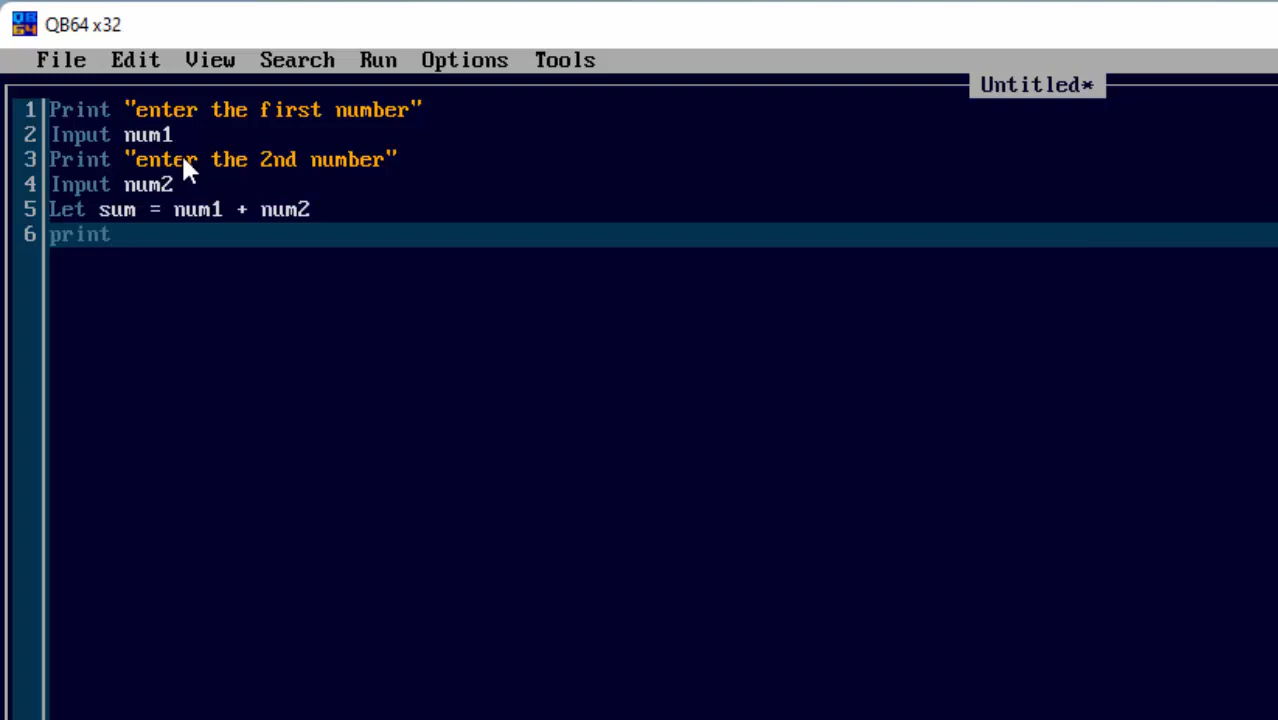 QB64 x32
File Edit View Search Run Options Tools
Untitled*
1 Print "enter the first number"
2 Input num1
3 Print "enter the 2nd number"
4 Input num2
5 Let sum = num1 + num2
6 print